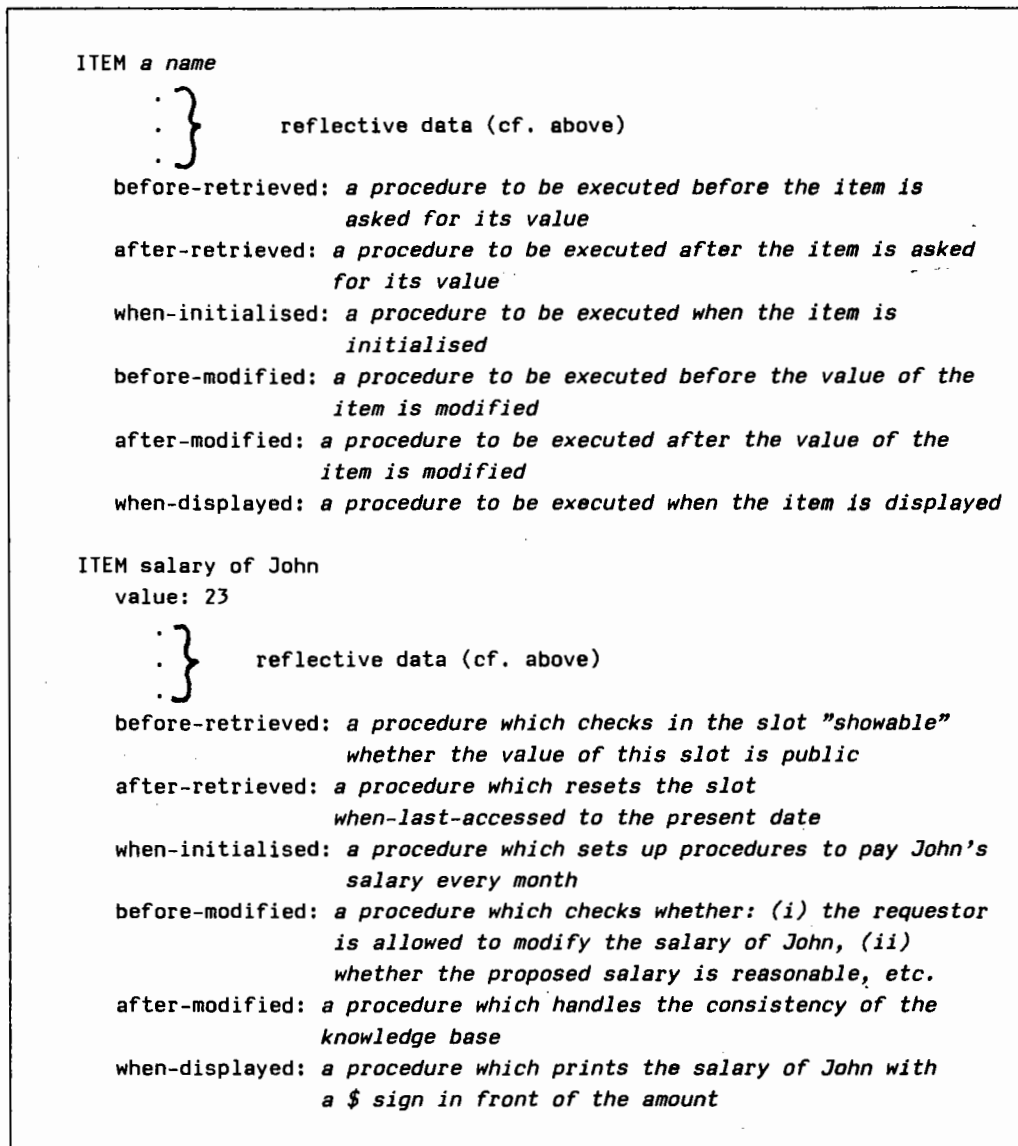 ITEM a name
.
. } reflective data (cf. above)
.
before-retrieved: a procedure to be executed before the item is
asked for its value
after-retrieved: a procedure to be executed after the item is asked
for its value
when-initialised: a procedure to be executed when the item is
initialised
before-modified: a procedure to be executed before the value of the
item is modified
after-modified: a procedure to be executed after the value of the
item is modified
when-displayed: a procedure to be executed when the item is displayed
ITEM salary of John
value: 23
.
. } reflective data (cf. above)
.
before-retrieved: a procedure which checks in the slot "showable"
whether the value of this slot is public
after-retrieved: a procedure which resets the slot
when-last-accessed to the present date
when-initialised: a procedure which sets up procedures to pay John's
salary every month
before-modified: a procedure which checks whether: (i) the requestor
is allowed to modify the salary of John, (ii)
whether the proposed salary is reasonable, etc.
after-modified: a procedure which handles the consistency of the
knowledge base
when-displayed: a procedure which prints the salary of John with
a $ sign in front of the amount